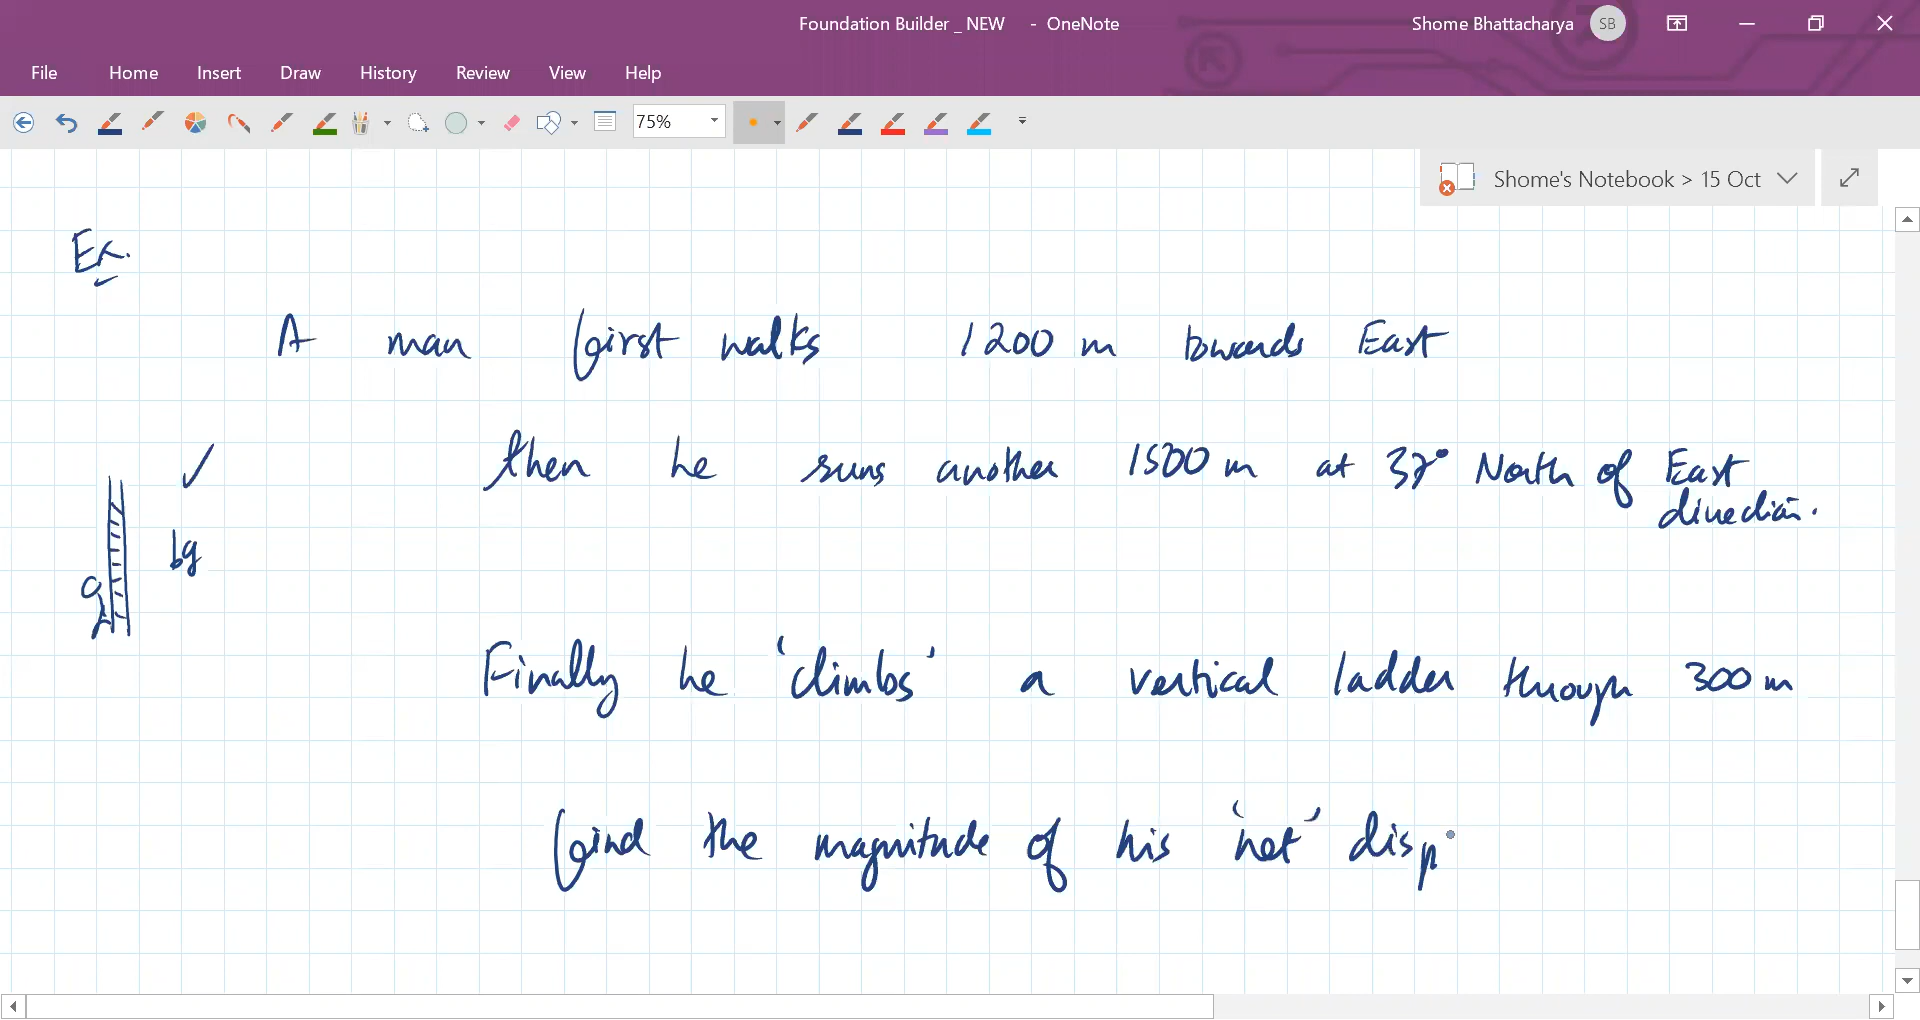 Foundation Builder _ NEW - OneNote
Shome Bhattacharya SB
File Home Insert Draw History Review View Help
75%
Shome's Notebook > 15 Oct
Ex.
A man first walks 1200 m towards East
then he runs another 1500 m at 37° North of East
direction.
by
Finally he 'climbs' a vertical ladder through 300 m
find the magnitude of his 'net' disp